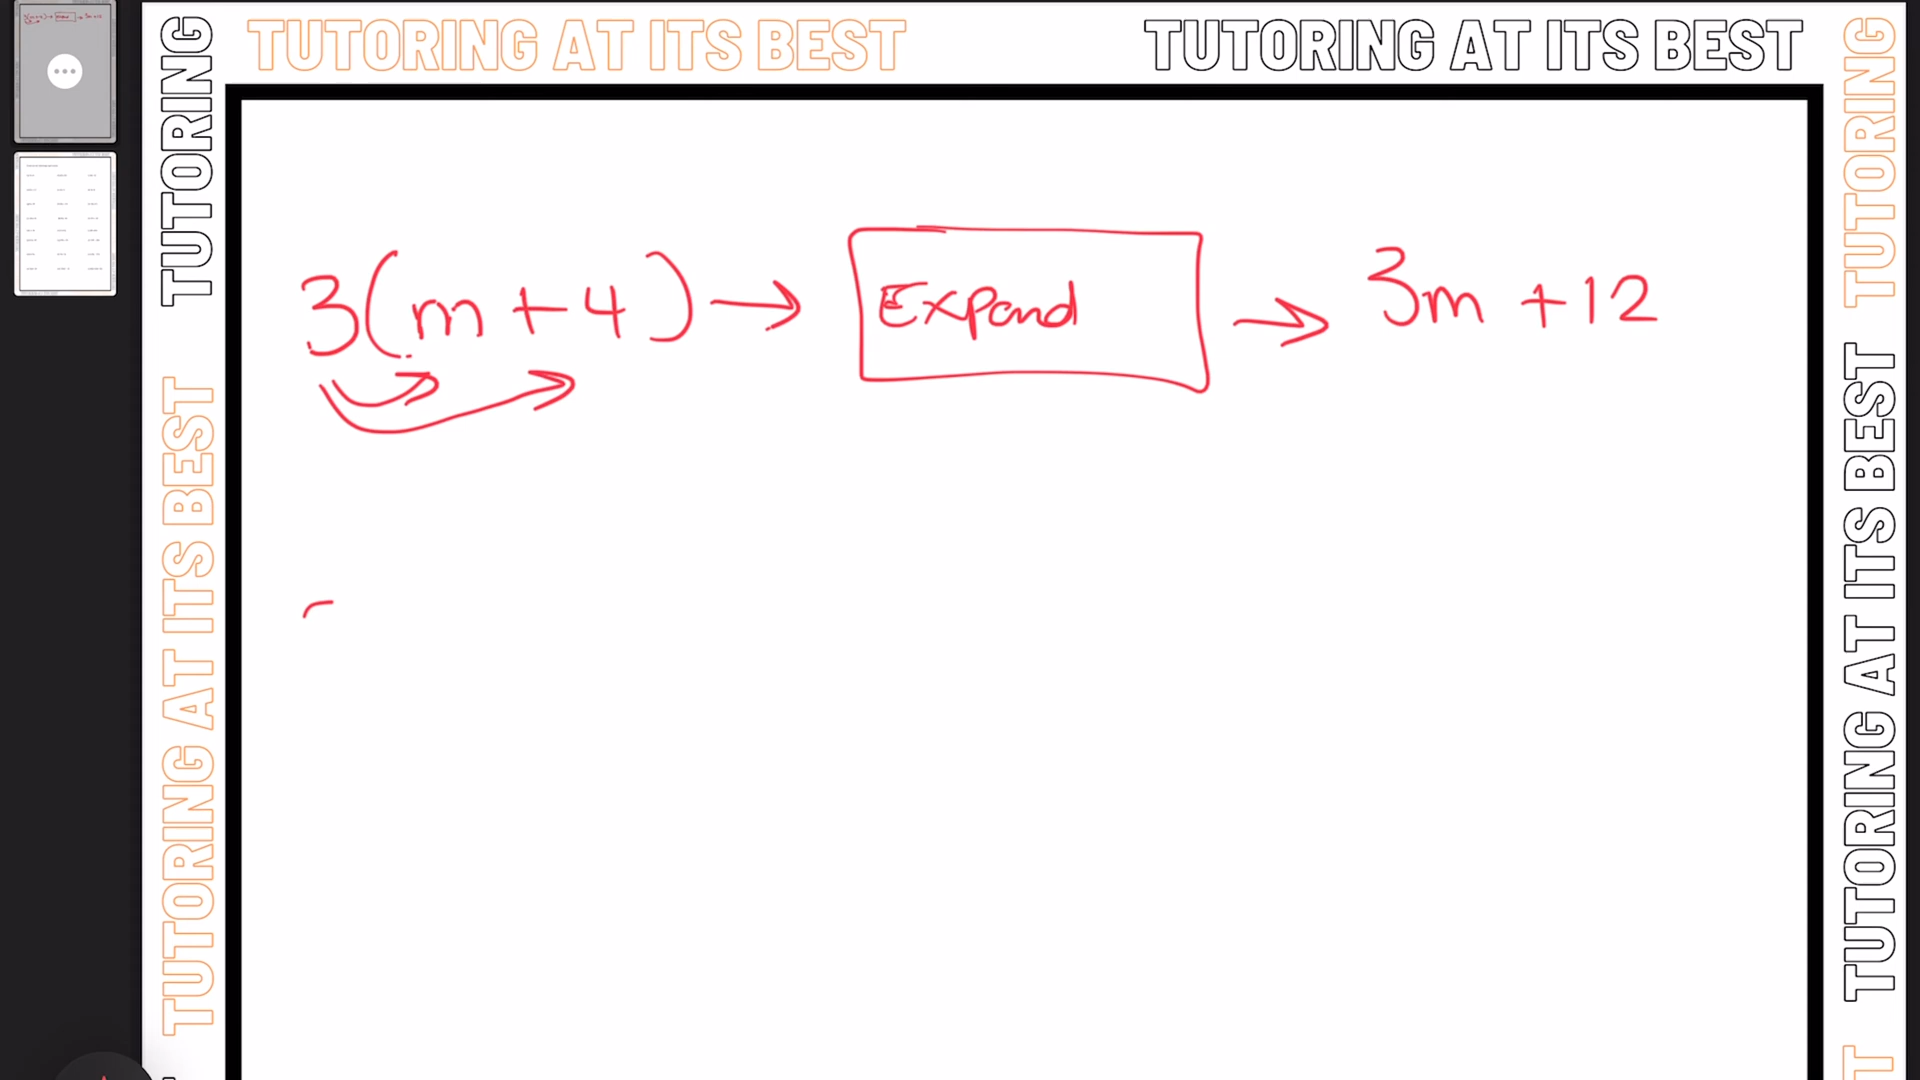 TUTORING AT ITS BEST TUTORING AT ITS BEST
TUTORING
TUTORING AT ITS BEST
3(m+4) → Expand → 3m +12
TUTORING
TUTORING AT ITS BEST